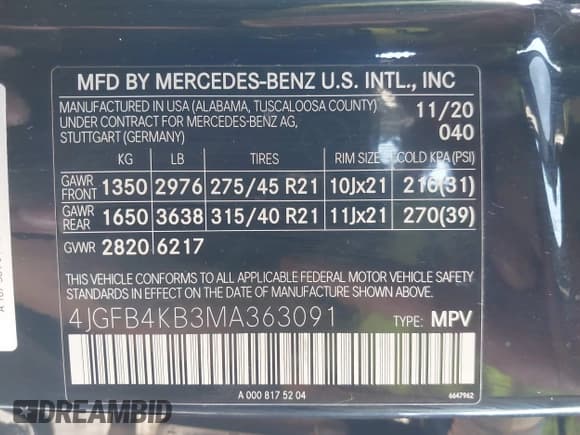 MFD BY MERCEDES-BENZ U.S. INTL., INC
MANUFACTURED IN USA (ALABAMA, TUSCALOOSA COUNTY) 11/20
UNDER CONTRACT FOR MERCEDES-BENZ AG, 040
STUTTGART (GERMANY)
KG LB TIRES RIM SIZE COLD KPA (PSI)
GAWR FRONT 1350 2976 275/45 R21 10Jx21 210(31)
GAWR REAR 1650 3638 315/40 R21 11Jx21 270(39)
GVWR 2820 6217
THIS VEHICLE CONFORMS TO ALL APPLICABLE FEDERAL MOTOR VEHICLE SAFETY
STANDARDS IN EFFECT ON THE DATE OF MANUFACTURE SHOWN ABOVE.
4JGFB4KB3MA363091 TYPE: MPV
A 000 817 52 04 6647962
DREAMBID